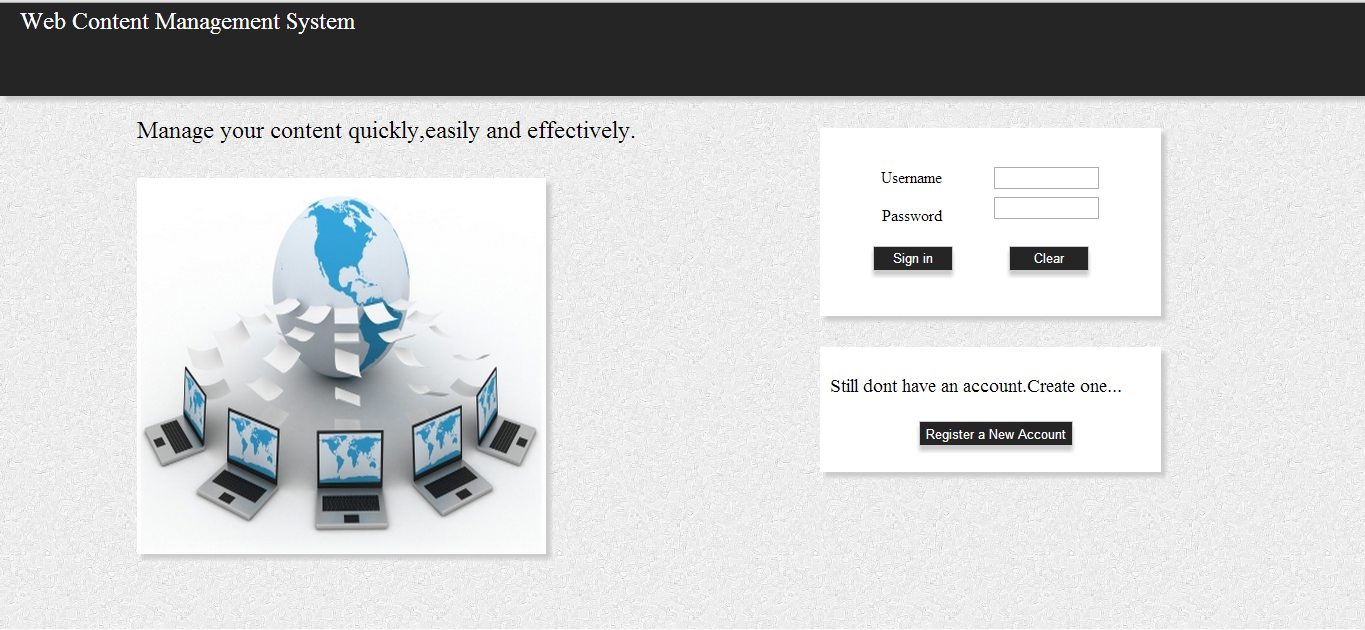 Web Content Management System
Manage your content quickly,easily and effectively.
Username
Password
Sign in
Clear
Still dont have an account.Create one...
Register a New Account